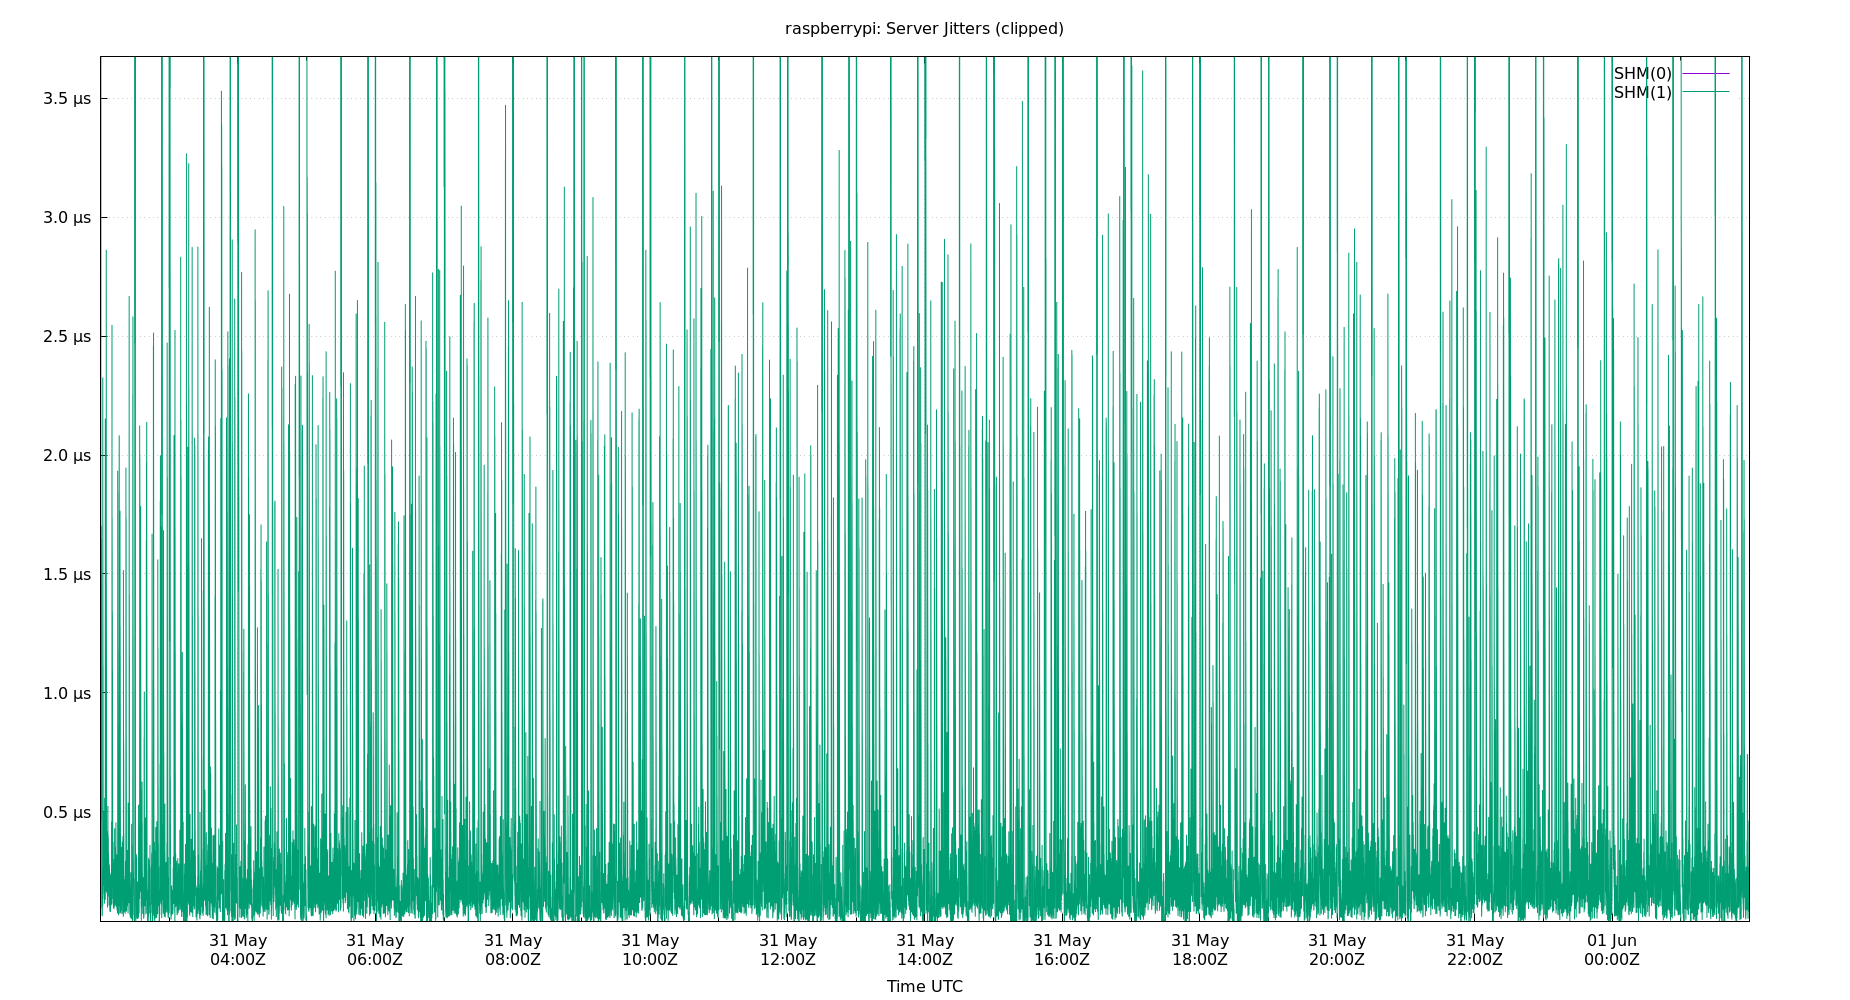 raspberrypi: Server Jitters (clipped)
SHM(0)
SHM(1)
3.5 µs
3.0 µs
2.5 µs
2.0 µs
1.5 µs
1.0 µs
0.5 µs
31 May 31 May 31 May 31 May 31 May 31 May 31 May 31 May 31 May 31 May 01 Jun
04:00Z 06:00Z 08:00Z 10:00Z 12:00Z 14:00Z 16:00Z 18:00Z 20:00Z 22:00Z 00:00Z
Time UTC